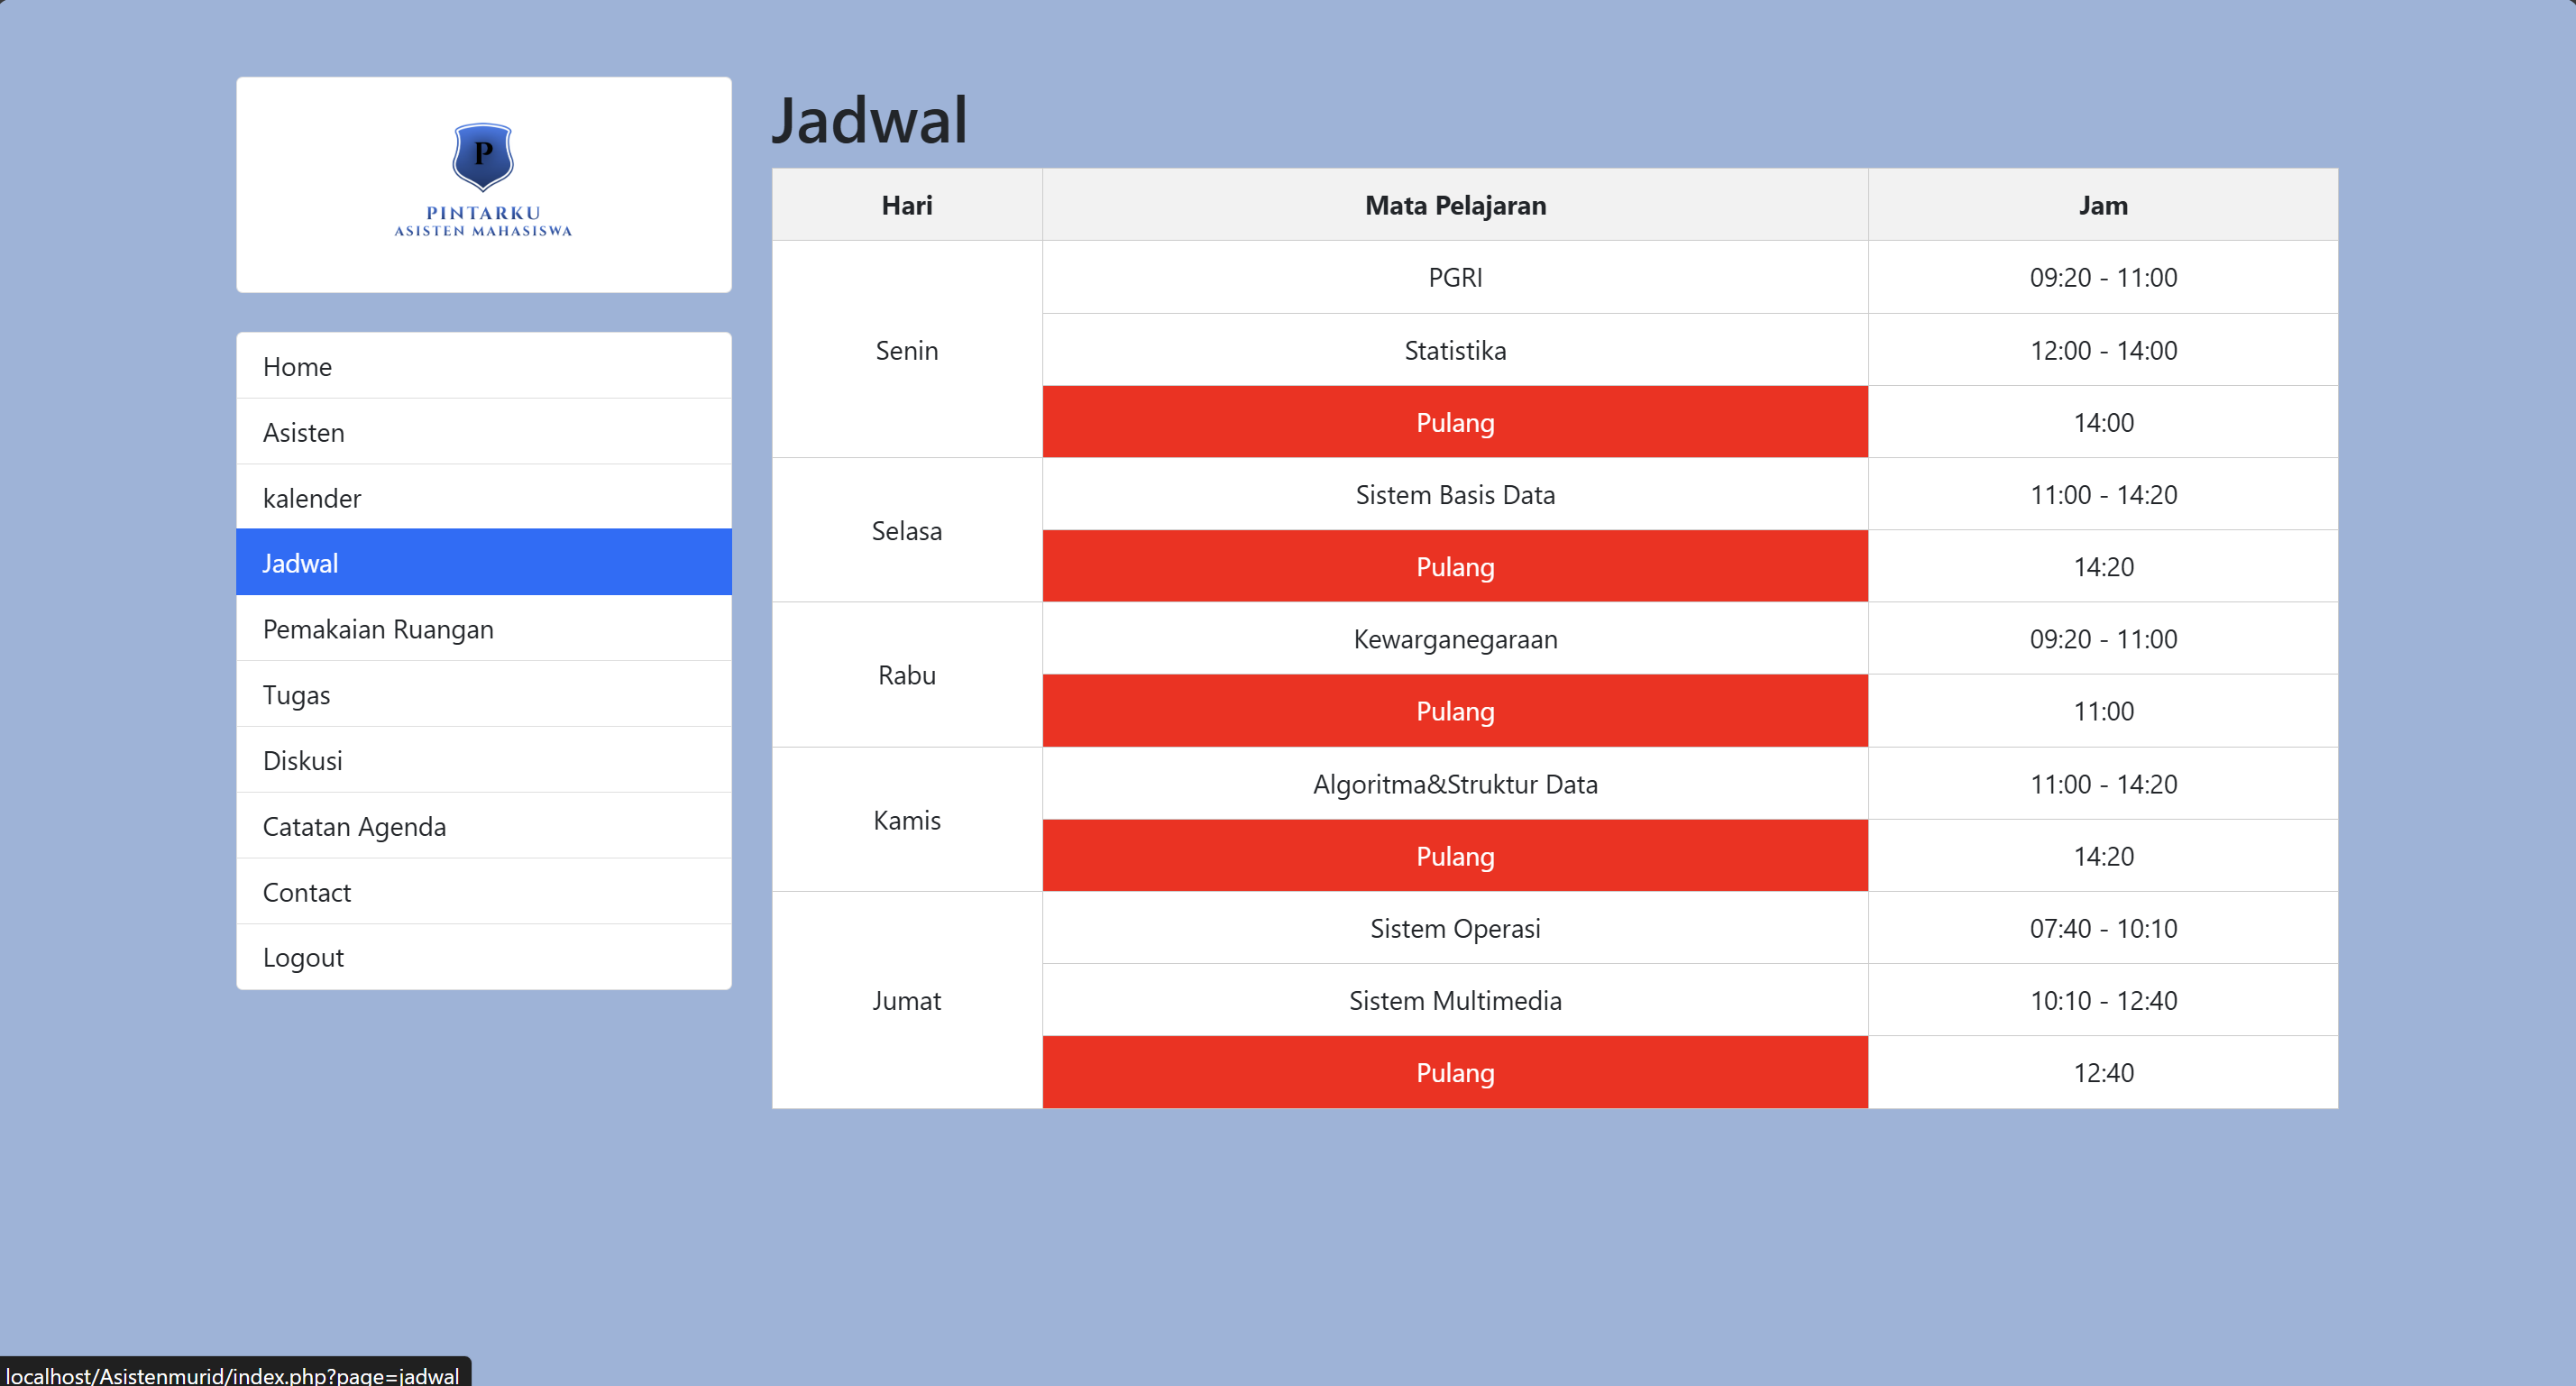 P
PINTARKU
ASISTEN MAHASISWA
Home
Asisten
kalender
Jadwal
Pemakaian Ruangan
Tugas
Diskusi
Catatan Agenda
Contact
Logout
Jadwal
Hari Mata Pelajaran Jam
Senin PGRI 09:20 - 11:00
Statistika 12:00 - 14:00
Pulang 14:00
Selasa Sistem Basis Data 11:00 - 14:20
Pulang 14:20
Rabu Kewarganegaraan 09:20 - 11:00
Pulang 11:00
Kamis Algoritma&Struktur Data 11:00 - 14:20
Pulang 14:20
Jumat Sistem Operasi 07:40 - 10:10
Sistem Multimedia 10:10 - 12:40
Pulang 12:40
localhost/Asistenmurid/index.php?page=jadwal